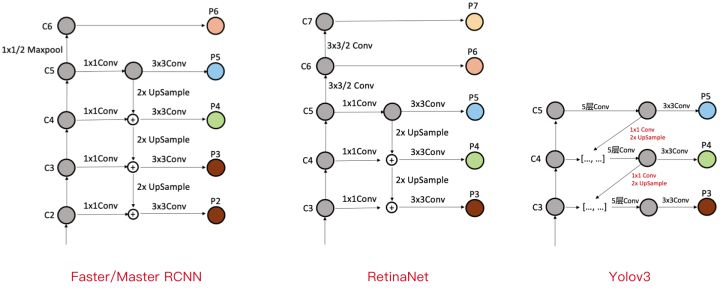 C6
P6
1x1/2 Maxpool
C5
1x1Conv
3x3Conv
P5
2x UpSample
C4
1x1Conv
3x3Conv
P4
2x UpSample
C3
1x1Conv
3x3Conv
P3
2x UpSample
C2
1x1Conv
3x3Conv
P2
Faster/Master RCNN
C7
P7
3x3/2 Conv
C6
P6
3x3/2 Conv
C5
1x1Conv
3x3Conv
P5
2x UpSample
C4
1x1Conv
3x3Conv
P4
2x UpSample
C3
1x1Conv
3x3Conv
P3
RetinaNet
C5
5层Conv
3x3Conv
P5
1x1 Conv
2x UpSample
C4
[..., ...]
5层Conv
3x3Conv
P4
1x1 Conv
2x UpSample
C3
[..., ...]
5层Conv
3x3Conv
P3
Yolov3